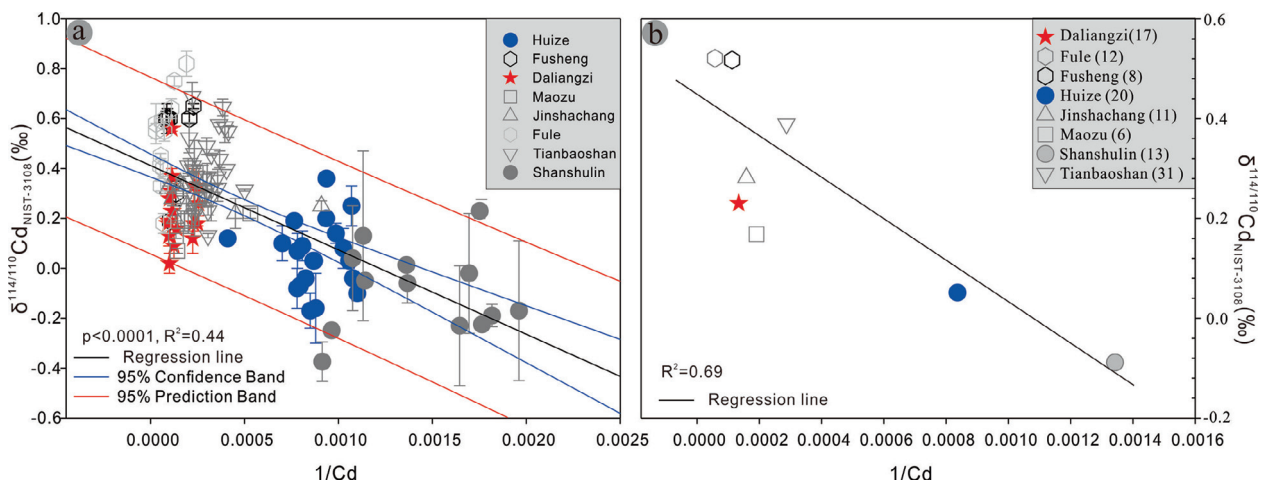 a
δ114/110CdNIST-3108(‰)
1.0
0.8
0.6
0.4
0.2
0.0
-0.2
-0.4
-0.6
Huize
Fusheng
Daliangzi
Maozu
Jinshachang
Fule
Tianbaoshan
Shanshulin
p<0.0001, R²=0.44
Regression line
95% Confidence Band
95% Prediction Band
0.0000 0.0005 0.0010 0.0015 0.0020 0.0025
1/Cd
b
Daliangzi(17)
Fule (12)
Fusheng (8)
Huize (20)
Jinshachang (11)
Maozu (6)
Shanshulin (13)
Tianbaoshan (31)
R²=0.69
Regression line
0.0000 0.0002 0.0004 0.0006 0.0008 0.0010 0.0012 0.0014 0.0016
1/Cd
0.6
0.4
0.2
0.0
-0.2
δ114/110CdNIST-3108(‰)